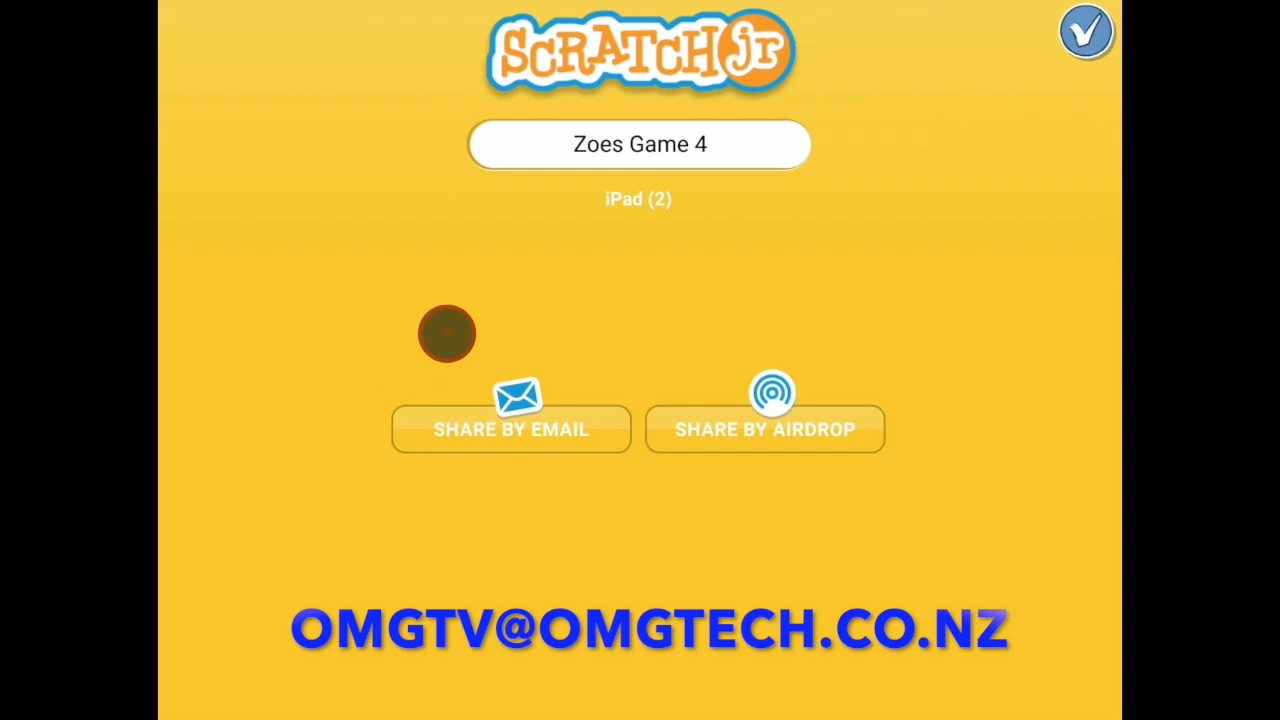 SCRATCH jr
Zoes Game 4
iPad (2)
SHARE BY EMAIL
SHARE BY AIRDROP
OMGTV@OMGTECH.CO.NZ